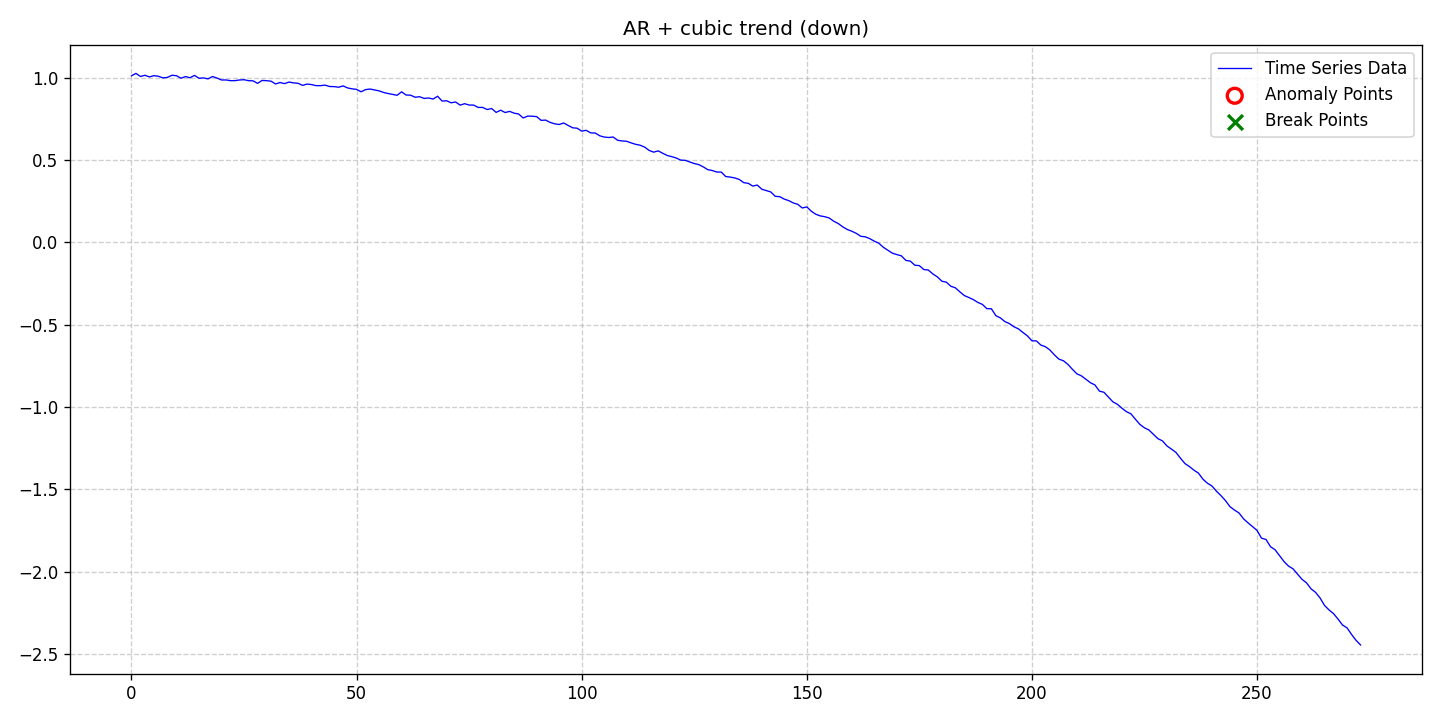 AR + cubic trend (down)
Time Series Data
Anomaly Points
Break Points
1.0
0.5
0.0
−0.5
−1.0
−1.5
−2.0
−2.5
0 50 100 150 200 250